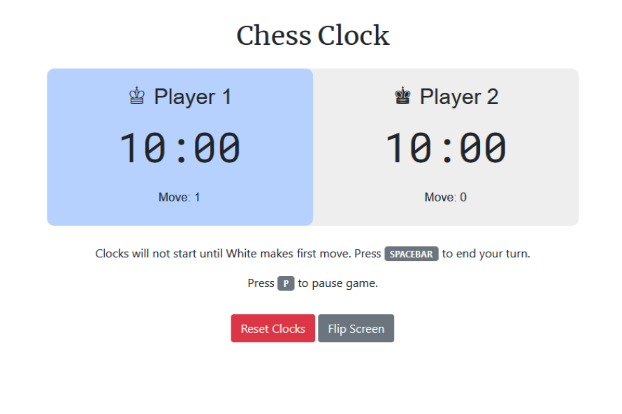 Chess Clock
♔ Player 1
10:00
Move: 1
♚ Player 2
10:00
Move: 0
Clocks will not start until White makes first move. Press SPACEBAR to end your turn.
Press P to pause game.
Reset Clocks
Flip Screen